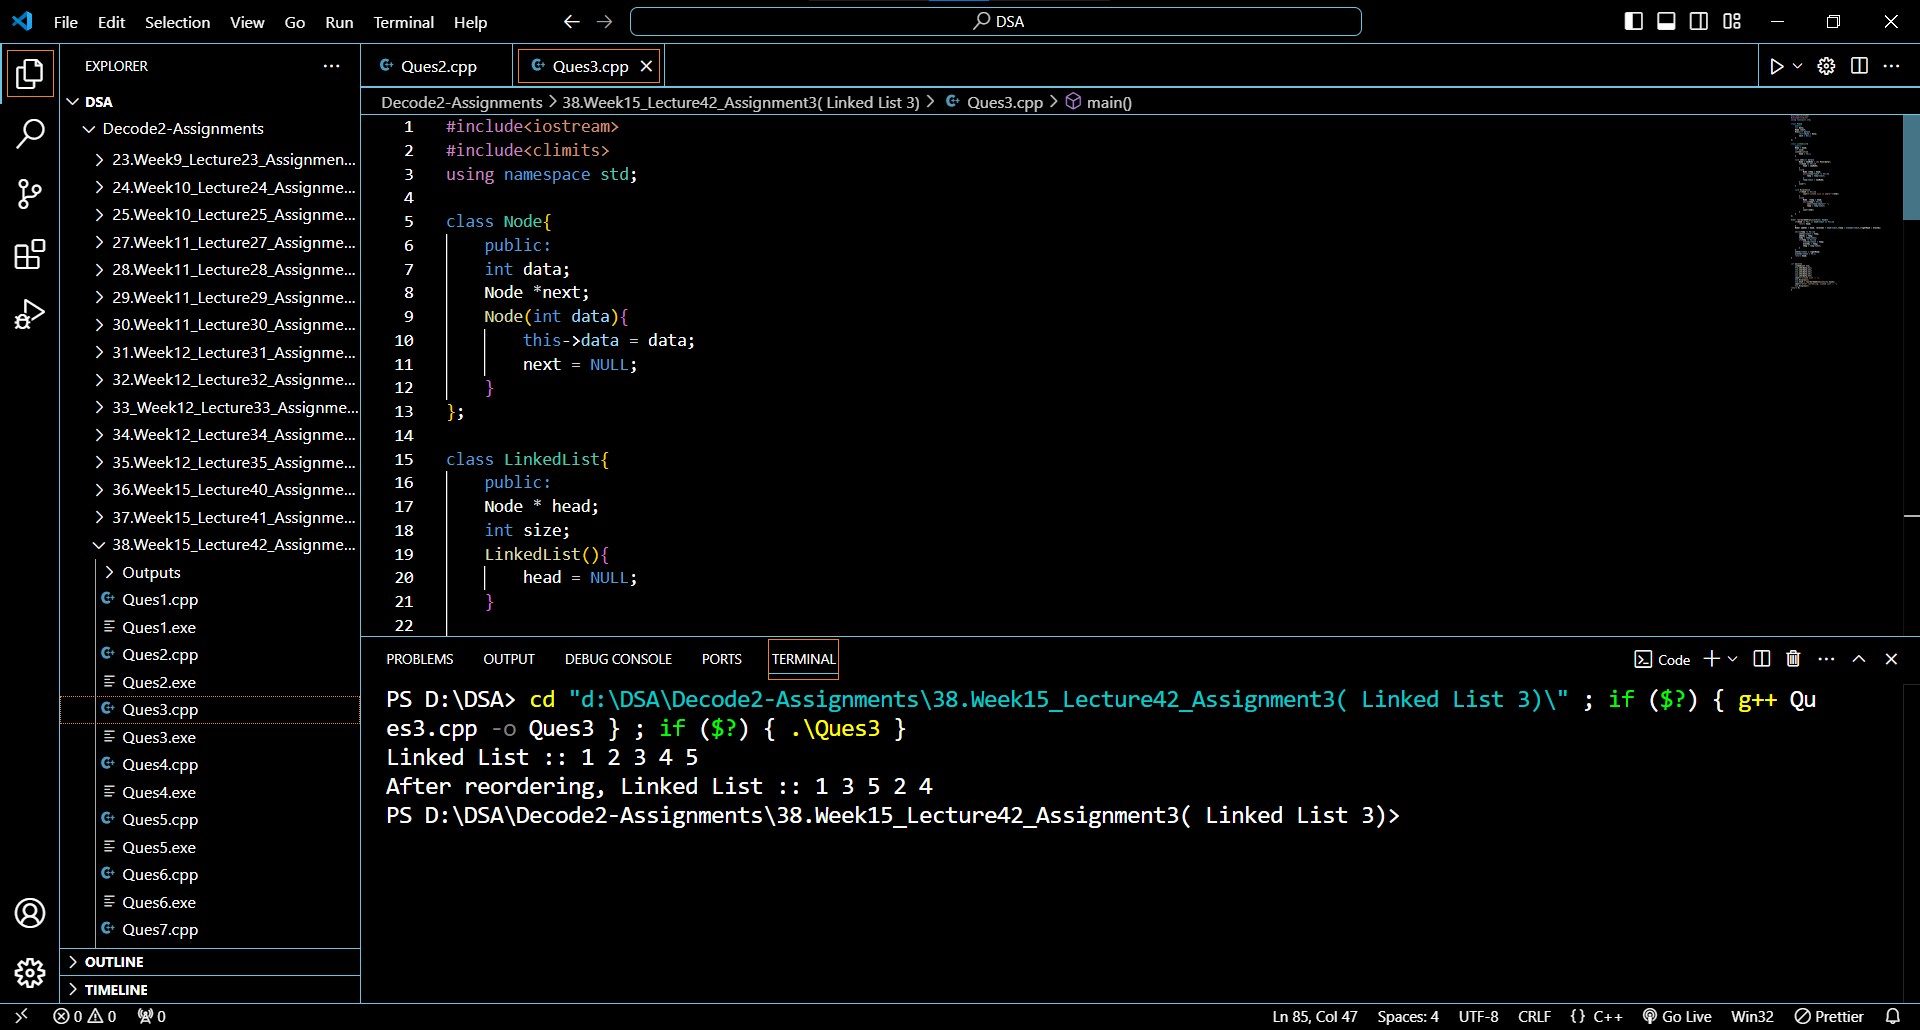 File Edit Selection View Go Run Terminal Help
DSA
EXPLORER
DSA
Decode2-Assignments
23.Week9_Lecture23_Assignmen...
24.Week10_Lecture24_Assignme...
25.Week10_Lecture25_Assignme...
27.Week11_Lecture27_Assignme...
28.Week11_Lecture28_Assignme...
29.Week11_Lecture29_Assignme...
30.Week11_Lecture30_Assignme...
31.Week12_Lecture31_Assignme...
32.Week12_Lecture32_Assignme...
33_Week12_Lecture33_Assignme...
34.Week12_Lecture34_Assignme...
35.Week12_Lecture35_Assignme...
36.Week15_Lecture40_Assignme...
37.Week15_Lecture41_Assignme...
38.Week15_Lecture42_Assignme...
Outputs
Ques1.cpp
Ques1.exe
Ques2.cpp
Ques2.exe
Ques3.cpp
Ques3.exe
Ques4.cpp
Ques4.exe
Ques5.cpp
Ques5.exe
Ques6.cpp
Ques6.exe
Ques7.cpp
OUTLINE
TIMELINE
Ques2.cpp Ques3.cpp
Decode2-Assignments > 38.Week15_Lecture42_Assignment3( Linked List 3) > Ques3.cpp > main()
1 #include<iostream>
2 #include<climits>
3 using namespace std;
4
5 class Node{
6 public:
7 int data;
8 Node *next;
9 Node(int data){
10 this->data = data;
11 next = NULL;
12 }
13 };
14
15 class LinkedList{
16 public:
17 Node * head;
18 int size;
19 LinkedList(){
20 head = NULL;
21 }
22
PROBLEMS OUTPUT DEBUG CONSOLE PORTS TERMINAL
Code
PS D:\DSA> cd "d:\DSA\Decode2-Assignments\38.Week15_Lecture42_Assignment3( Linked List 3)\" ; if ($?) { g++ Qu
es3.cpp -o Ques3 } ; if ($?) { .\Ques3 }
Linked List :: 1 2 3 4 5
After reordering, Linked List :: 1 3 5 2 4
PS D:\DSA\Decode2-Assignments\38.Week15_Lecture42_Assignment3( Linked List 3)>
0 0 0
Ln 85, Col 47 Spaces: 4 UTF-8 CRLF {} C++ Go Live Win32 Prettier